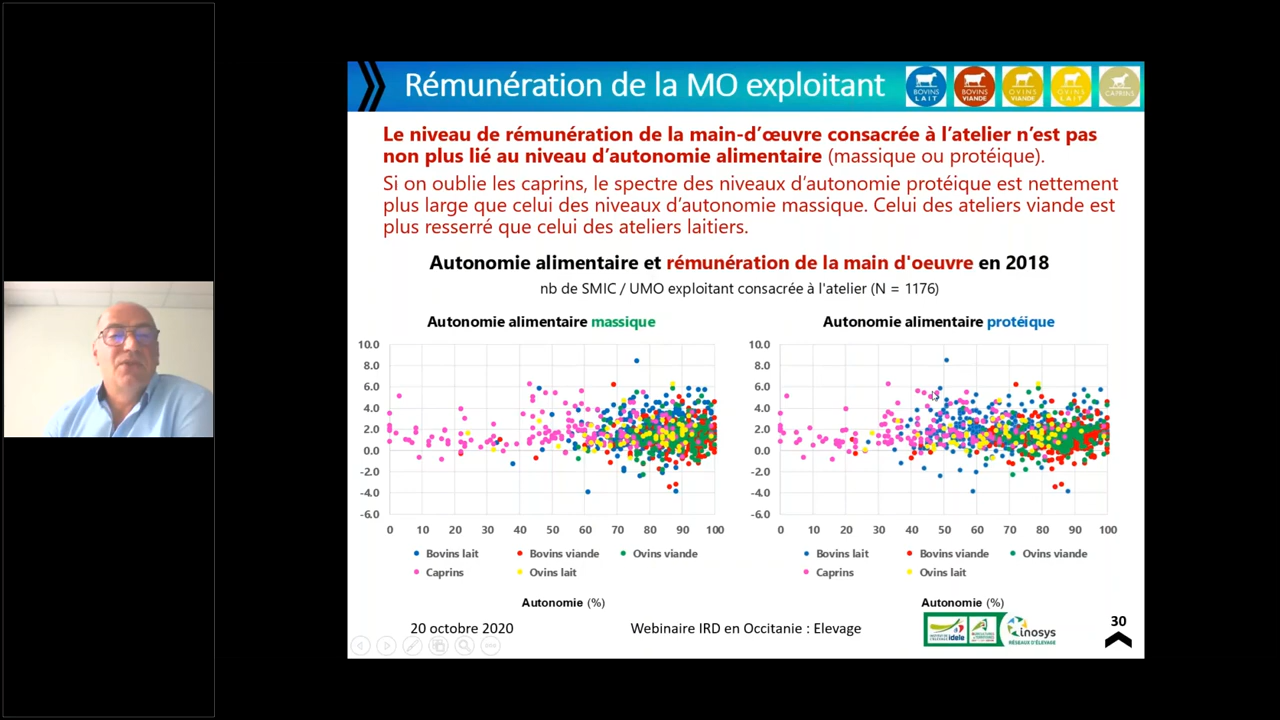 Rémunération de la MO exploitant
BOVINS LAIT
BOVINS VIANDE
OVINS VIANDE
OVINS LAIT
CAPRINS
Le niveau de rémunération de la main-d'œuvre consacrée à l'atelier n'est pas
non plus lié au niveau d'autonomie alimentaire (massique ou protéique).
Si on oublie les caprins, le spectre des niveaux d'autonomie protéique est nettement
plus large que celui des niveaux d'autonomie massique. Celui des ateliers viande est
plus resserré que celui des ateliers laitiers.
Autonomie alimentaire et rémunération de la main d'oeuvre en 2018
nb de SMIC / UMO exploitant consacrée à l'atelier (N = 1176)
Autonomie alimentaire massique
10.0
8.0
6.0
4.0
2.0
0.0
-2.0
-4.0
-6.0
0 10 20 30 40 50 60 70 80 90 100
Bovins lait Bovins viande Ovins viande
Caprins Ovins lait
Autonomie (%)
Autonomie alimentaire protéique
10.0
8.0
6.0
4.0
2.0
0.0
-2.0
-4.0
-6.0
0 10 20 30 40 50 60 70 80 90 100
Bovins lait Bovins viande Ovins viande
Caprins Ovins lait
Autonomie (%)
20 octobre 2020
Webinaire IRD en Occitanie : Elevage
idele
inosys
RÉSEAUX D'ÉLEVAGE
30